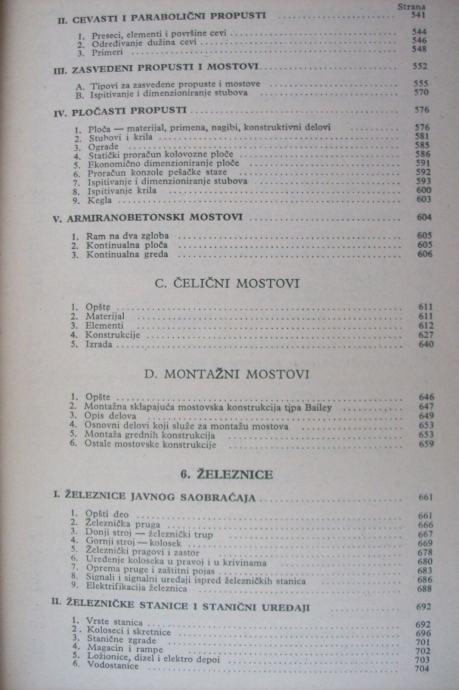 Strana
II. CEVASTI I PARABOLIČNI PROPUSTI 541
1. Preseci, elementi i površine cevi 544
2. Određivanje dužina cevi 546
3. Primeri 548
III. ZASVEDENI PROPUSTI I MOSTOVI 552
A. Tipovi za zasvedene propuste i mostove 555
B. Ispitivanje i dimenzioniranje stubova 570
IV. PLOČASTI PROPUSTI 576
1. Ploča — materijal, primena, nagibi, konstruktivni delovi 576
2. Stubovi i krila 581
3. Ograde 585
4. Statički proračun kolovozne ploče 586
5. Ekonomično dimenzioniranje ploče 591
6. Proračun konzole pešačke staze 592
7. Ispitivanje i dimenzioniranje stubova 593
8. Ispitivanje krila 600
9. Kegla 603
V. ARMIRANOBETONSKI MOSTOVI 604
1. Ram na dva zgloba 605
2. Kontinualna ploča 605
3. Kontinualna greda 606
C. ČELIČNI MOSTOVI
1. Opšte 611
2. Materijal 611
3. Elementi 612
4. Konstrukcije 627
5. Izrada 640
D. MONTAŽNI MOSTOVI
1. Opšte 646
2. Montažna sklapajuća mostovska konstrukcija tipa Bailey 647
3. Opis delova 649
4. Osnovni delovi koji služe za montažu mostova 653
5. Montaža grednih konstrukcija 653
6. Ostale mostovske konstrukcije 659
6. ŽELEZNICE
I. ŽELEZNICE JAVNOG SAOBRAĆAJA 661
1. Opšti deo 661
2. Železnička pruga 666
3. Donji stroj — železnički trup 667
4. Gornji stroj — kolosek 669
5. Železnički pragovi i zastor 678
6. Uređenje koloseka u pravoj i u krivinama 680
7. Oprema pruge i zaštitni pojas 683
8. Signali i signalni uređaji ispred železničkih stanica 686
9. Elektrifikacija železnica 688
II. ŽELEZNIČKE STANICE I STANIČNI UREĐAJI 692
1. Vrste stanica 692
2. Koloseci i skretnice 696
3. Stanične zgrade 701
4. Magacin i rampe 702
5. Ložionice, dizel i elektro depoi 703
6. Vodostanice 704